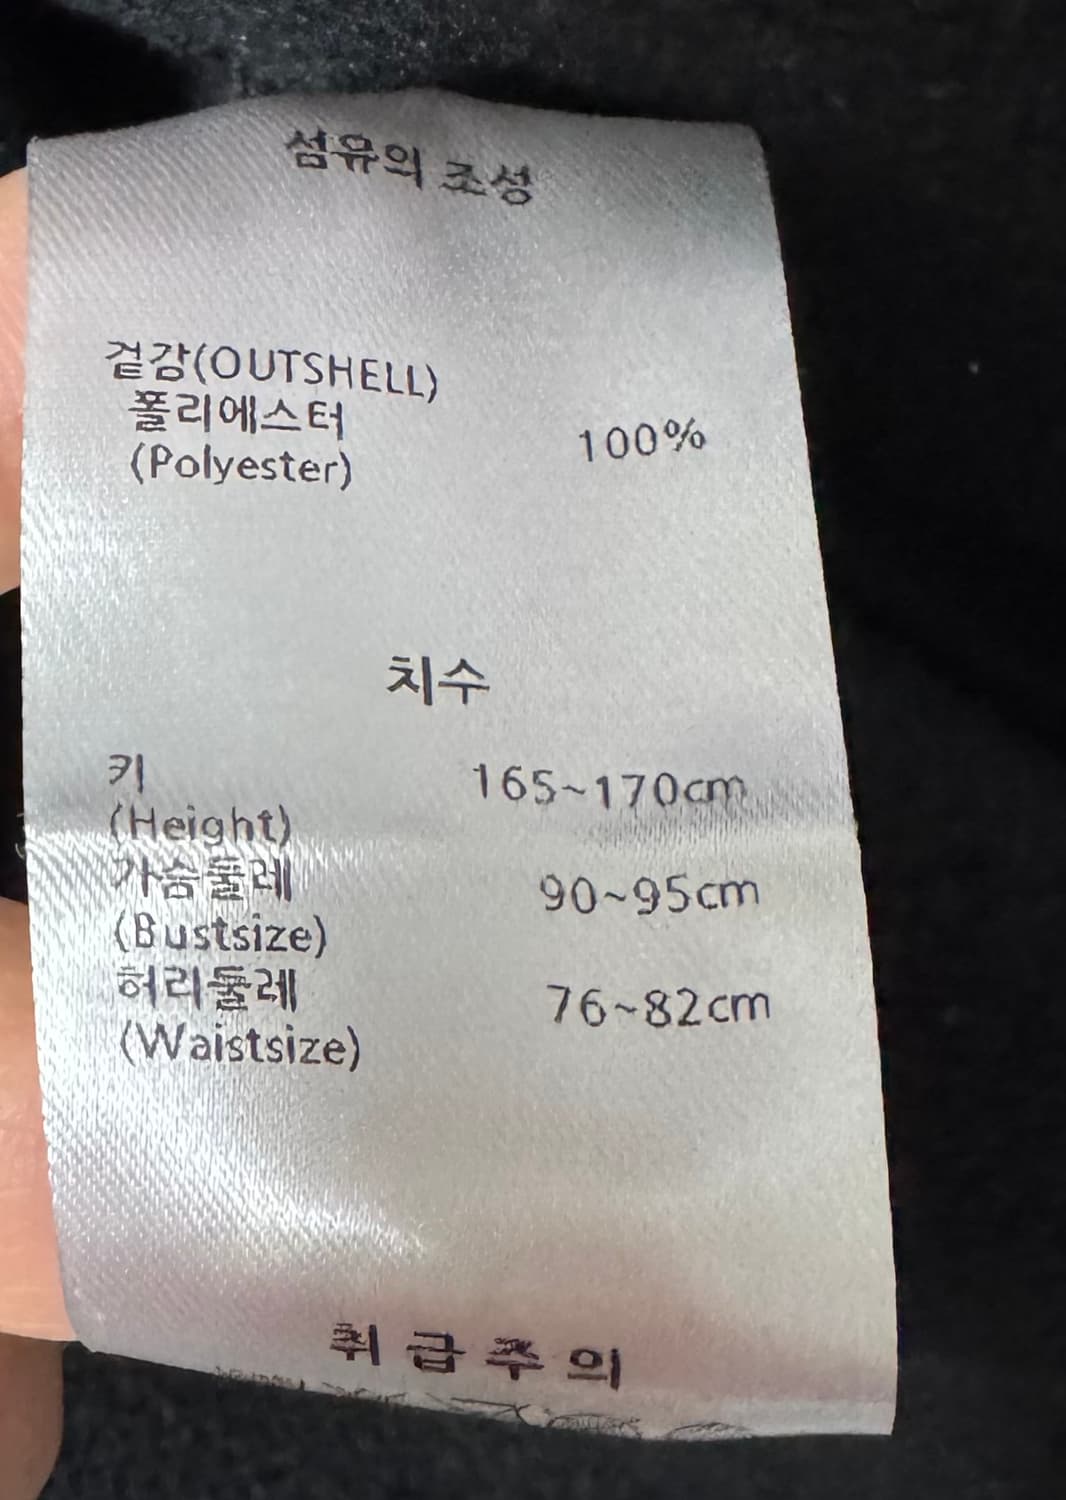 섬유의 조성
겉감(OUTSHELL)
폴리에스터
(Polyester) 100%
치수
키
(Height) 165~170cm
가슴둘레
(Bustsize) 90~95cm
허리둘레
(Waistsize) 76~82cm
취급주의